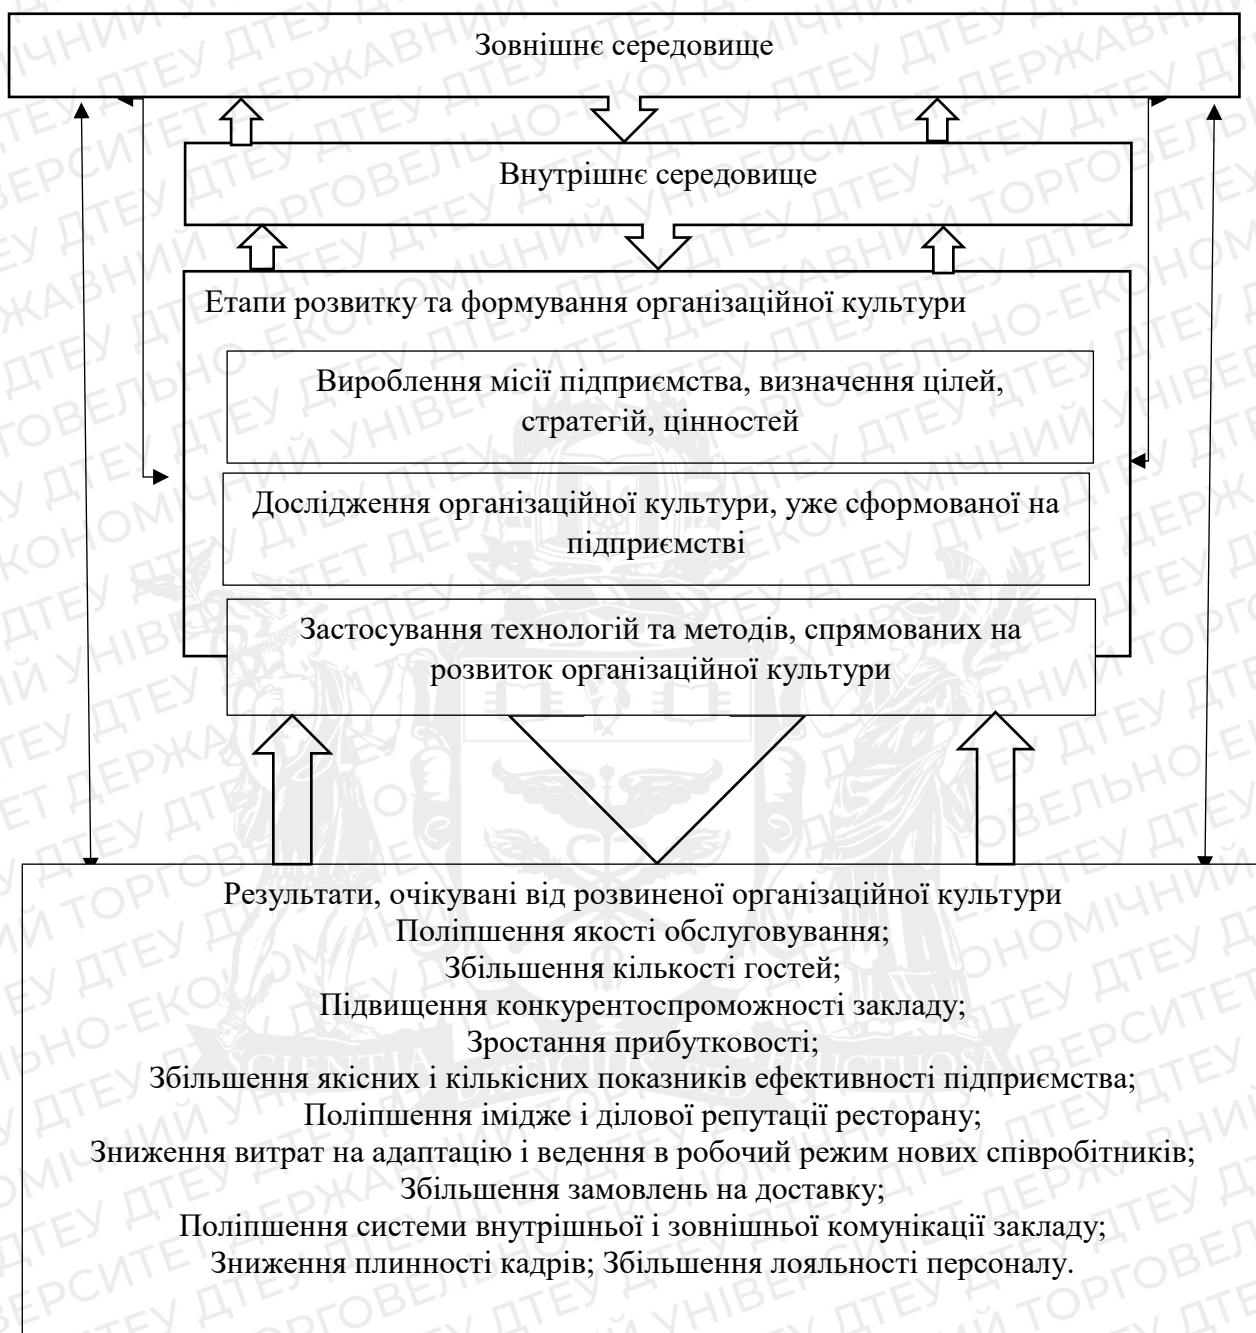 Зовнішнє середовище
Внутрішнє середовище
Етапи розвитку та формування організаційної культури
Вироблення місії підприємства, визначення цілей,
стратегій, цінностей
Дослідження організаційної культури, уже сформованої на
підприємстві
Застосування технологій та методів, спрямованих на
розвиток організаційної культури
Результати, очікувані від розвиненої організаційної культури
Поліпшення якості обслуговування;
Збільшення кількості гостей;
Підвищення конкурентоспроможності закладу;
Зростання прибутковості;
Збільшення якісних і кількісних показників ефективності підприємства;
Поліпшення імідже і ділової репутації ресторану;
Зниження витрат на адаптацію і ведення в робочий режим нових співробітників;
Збільшення замовлень на доставку;
Поліпшення системи внутрішньої і зовнішньої комунікації закладу;
Зниження плинності кадрів; Збільшення лояльності персоналу.